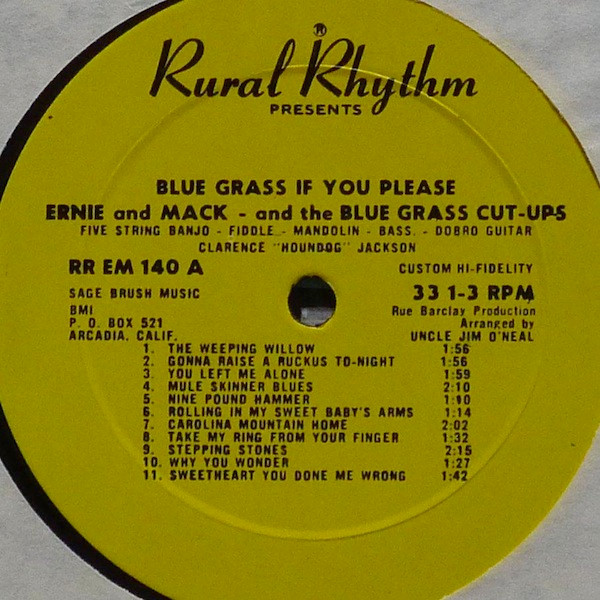 ®
Rural Rhythm
PRESENTS
BLUE GRASS IF YOU PLEASE
ERNIE and MACK - and the BLUE GRASS CUT-UPS
FIVE STRING BANJO - FIDDLE - MANDOLIN - BASS. - DOBRO GUITAR
CLARENCE "HOUNDOG" JACKSON
RR EM 140 A CUSTOM HI-FIDELITY
SAGE BRUSH MUSIC 33 1-3 RPM
BMI Rue Barclay Production
P. O. BOX 521 Arranged by
ARCADIA, CALIF. UNCLE JIM O'NEAL
1. THE WEEPING WILLOW 1:56
2. GONNA RAISE A RUCKUS TO-NIGHT 1:56
3. YOU LEFT ME ALONE 1:59
4. MULE SKINNER BLUES 2:10
5. NINE POUND HAMMER
6. ROLLING IN MY SWEET BABY'S ARMS 1:14
7. CAROLINA MOUNTAIN HOME 2:02
8. TAKE MY RING FROM YOUR FINGER 1:32
9. STEPPING STONES 2:15
10. WHY YOU WONDER 1:27
11. SWEETHEART YOU DONE ME WRONG 1:42